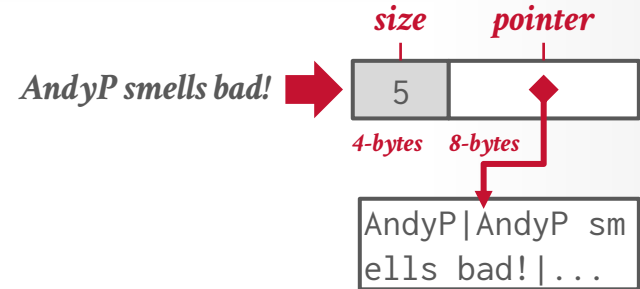 size pointer
AndyP smells bad!
5
4-bytes 8-bytes
AndyP|AndyP sm
ells bad!|...